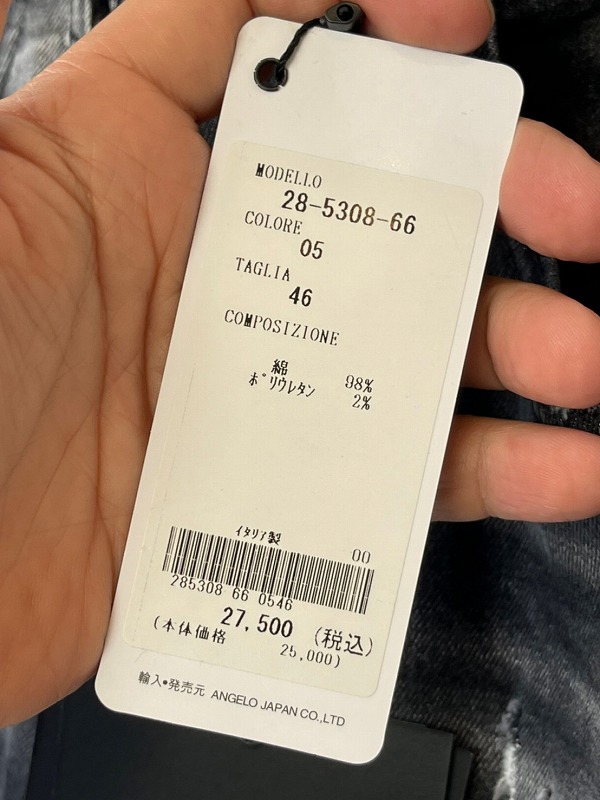 MODELLO
28-5308-66
COLORE
05
TAGLIA
46
COMPOSIZIONE
綿 98%
ポリウレタン 2%
イタリア製 00
285308 66 0546
27,500 (税込)
(本体価格 25,000)
輸入•発売元 ANGELO JAPAN CO.,LTD